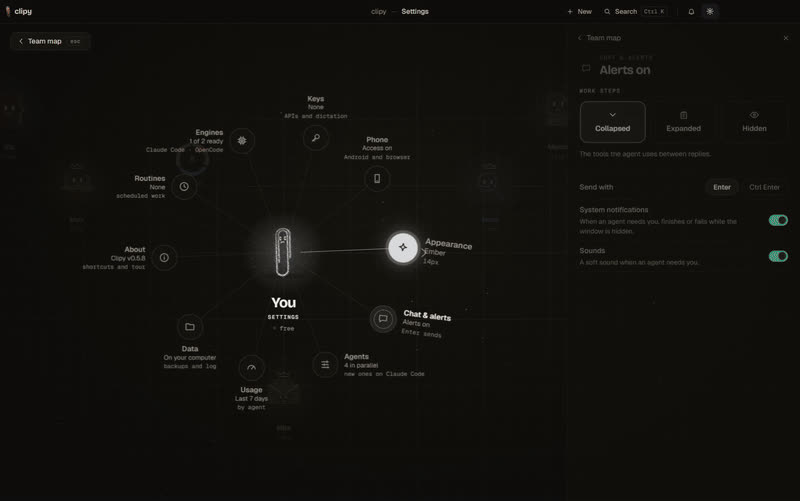 clipy
clipy — Settings
New
Search
Ctrl K
Team map
esc
Team map
Alerts on
WORK STEPS
Collapsed
Expanded
Hidden
The tools the agent uses between replies.
Send with
Enter
Ctrl Enter
System notifications
When an agent needs you, finishes or fails while the
window is hidden.
Sounds
A soft sound when an agent needs you.
Keys
None
APIs and dictation
Engines
1 of 2 ready
Claude Code · OpenCode
Phone
Access on
Android and browser
Routines
None
scheduled work
Appearance
Ember
14px
About
Clipy v0.5.8
shortcuts and tour
You
SETTINGS
free
Chat & alerts
Alerts on
Enter sends
Data
On your computer
backups and log
Agents
4 in parallel
new ones on Claude Code
Usage
Last 7 days
by agent